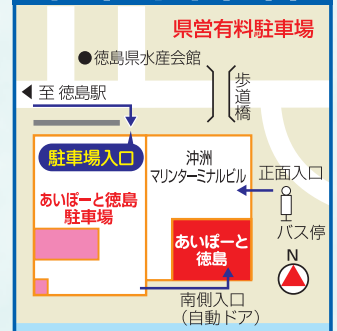 県営有料駐車場
●徳島県水産会館
◀ 至 徳島駅
歩道橋
駐車場入口
沖洲
マリンターミナルビル
正面入口
あいぽーと徳島
駐車場
バス停
あいぽーと
徳島
N
南側入口
（自動ドア）